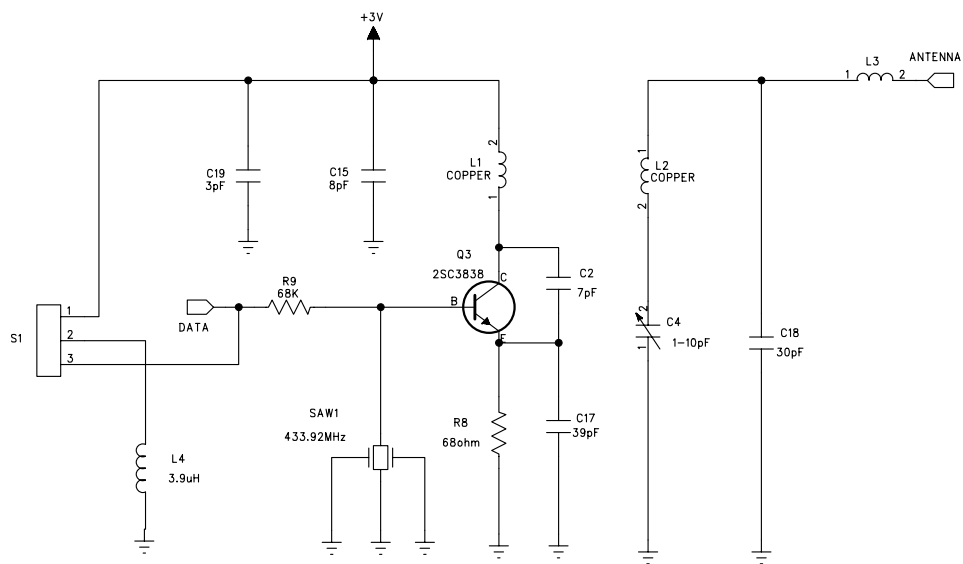 +3V
L3
ANTENNA
1
2
2
L1
COPPER
1
C19
3pF
C15
8pF
1
L2
COPPER
2
Q3
2SC3838
C
B
E
C2
7pF
R9
68K
DATA
S1
1
2
3
2
C4
1-10pF
1
C18
30pF
SAW1
433.92MHz
R8
68ohm
C17
39pF
L4
3.9uH